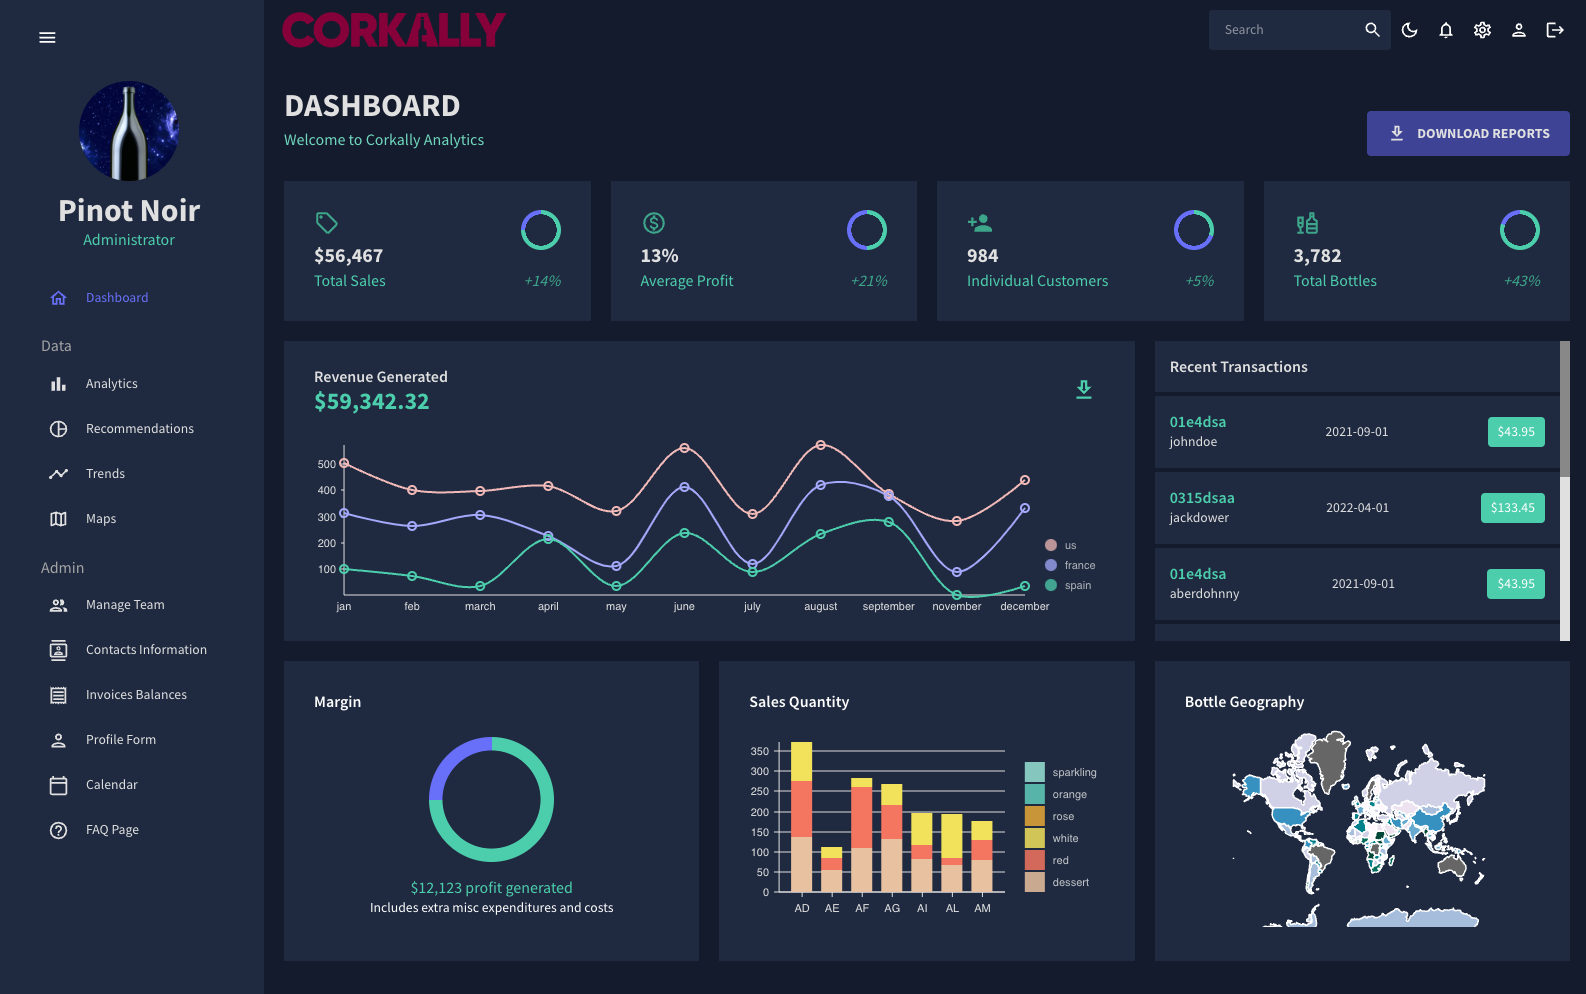 CORKALLY
Search
Pinot Noir
Administrator
Dashboard
Data
Analytics
Recommendations
Trends
Maps
Admin
Manage Team
Contacts Information
Invoices Balances
Profile Form
Calendar
FAQ Page
DASHBOARD
Welcome to Corkally Analytics
DOWNLOAD REPORTS
$56,467
Total Sales
+14%
13%
Average Profit
+21%
984
Individual Customers
+5%
3,782
Total Bottles
+43%
Revenue Generated
$59,342.32
500
400
300
200
100
jan feb march april may june july august september november december
us
france
spain
Recent Transactions
01e4dsa
johndoe
2021-09-01
$43.95
0315dsaa
jackdower
2022-04-01
$133.45
01e4dsa
aberdohnny
2021-09-01
$43.95
Margin
$12,123 profit generated
Includes extra misc expenditures and costs
Sales Quantity
350
300
250
200
150
100
50
0
AD AE AF AG AI AL AM
sparkling
orange
rose
white
red
dessert
Bottle Geography